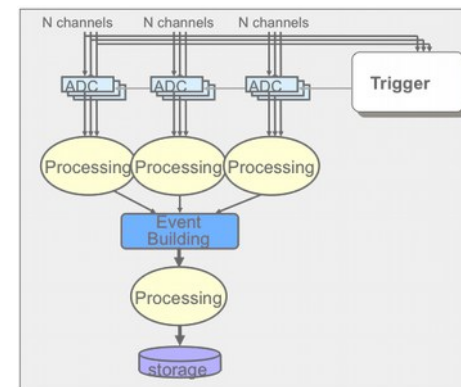 N channels N channels N channels
ADC ADC ADC
Trigger
Processing Processing Processing
Event
Building
Processing
storage